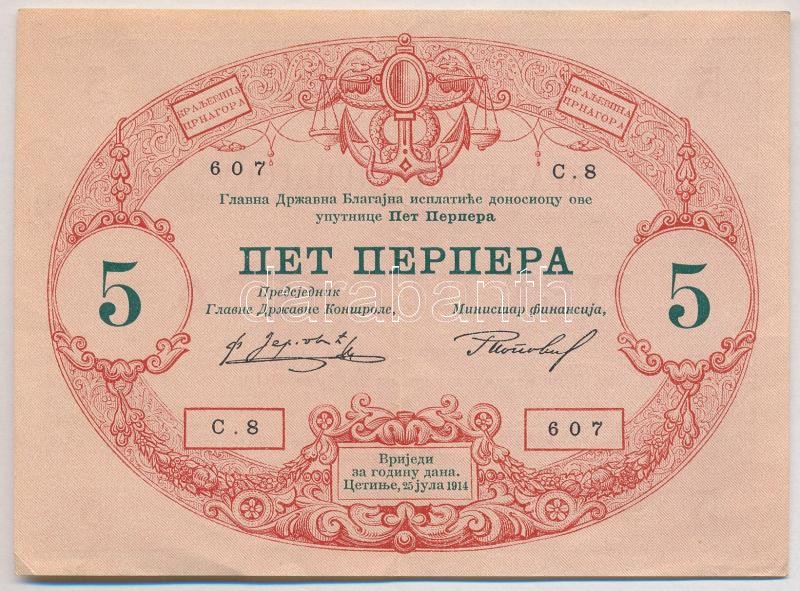 КРАЉЕВИНА
ЦРНАГОРА
КРАЉЕВИНА
ЦРНАГОРА
607
C.8
Главна Државна Благајна исплатиће доносиоцу ове
упутнице Пет Перпера
5
ПЕТ ПЕРПЕРА
5
darabanth
Предсједник
Главне Државне Контроле,
Министар финансија,
C.8
607
Вриједи
за годину дана.
Цетиње, 25 јула 1914